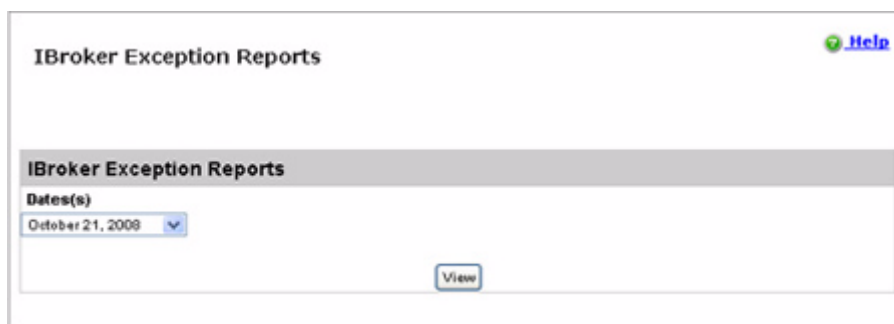 Help
IBroker Exception Reports
IBroker Exception Reports
Dates(s)
October 21, 2008
View